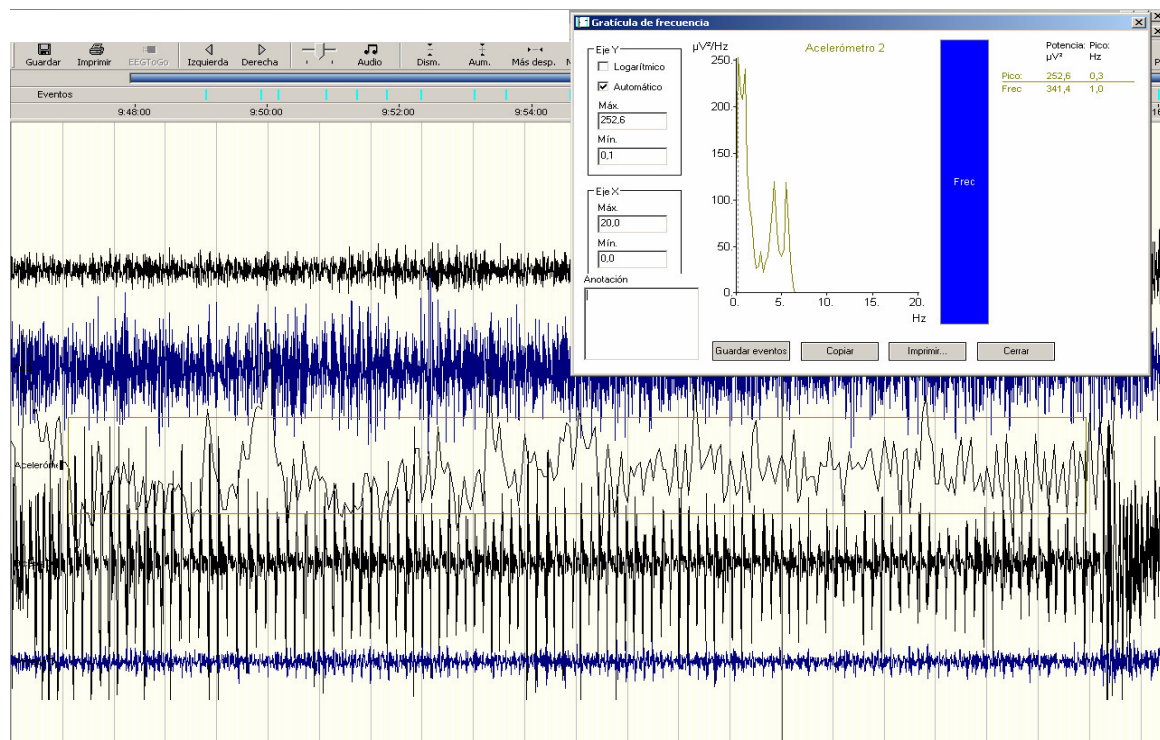 Gratícula de frecuencia
Guardar Imprimir EEGToGo Izquierda Derecha Audio Dism. Aum. Más desp.
Eventos
9:48:00 9:50:00 9:52:00 9:54:00
Eje Y
Logarítmico
Automático
Máx.
252,6
Mín.
0,1
Eje X
Máx.
20,0
Mín.
0,0
Anotación
µV²/Hz
Acelerómetro 2
250.
200.
150.
100.
50.
0.
0. 5. 10. 15. 20.
Hz
Frec
Potencia: Pico:
µV² Hz
Pico: 252,6 0,3
Frec 341,4 1,0
Guardar eventos Copiar Imprimir... Cerrar